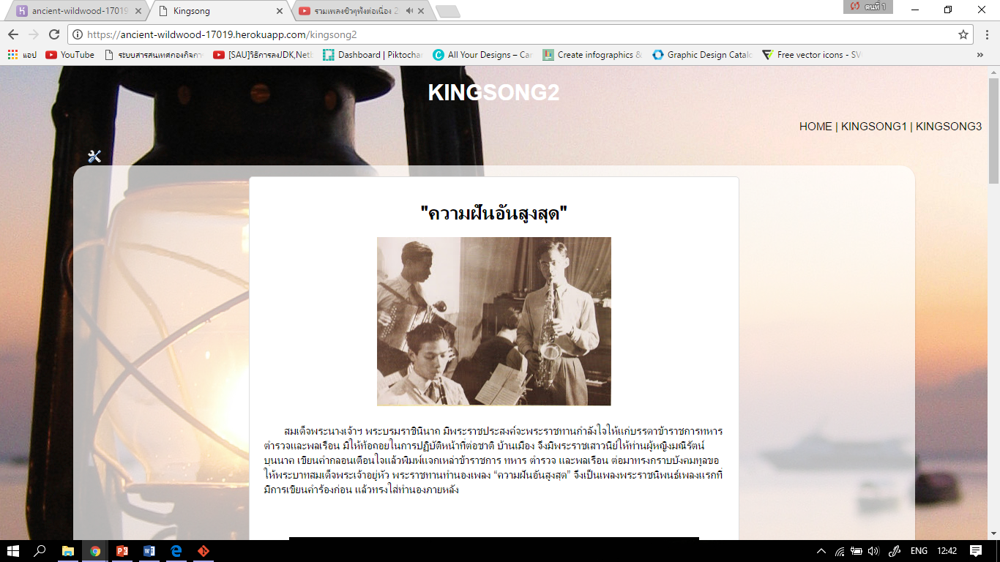 ancient-wildwood-17019
Kingsong
รวมเพลงชิวๆฟังต่อเนื่อง 2
คนที่ 1
https://ancient-wildwood-17019.herokuapp.com/kingsong2
แอป
YouTube
ระบบสารสนเทศกองกิจกา
[SAU]วิธีการลงJDK,Netb
Dashboard | Piktochar
All Your Designs – Can
Create infographics &
Graphic Design Catalo
Free vector icons - SV
»
KINGSONG2
HOME | KINGSONG1 | KINGSONG3
"ความฝันอันสูงสุด"
สมเด็จพระนางเจ้าฯ พระบรมราชินีนาถ มีพระราชประสงค์จะพระราชทานกำลังใจให้แก่บรรดาข้าราชการทหาร
ตำรวจและพลเรือน มิให้ท้อถอยในการปฏิบัติหน้าที่ต่อชาติ บ้านเมือง จึงมีพระราชเสาวนีย์ให้ท่านผู้หญิงมณีรัตน์
บุนนาค เขียนคำกลอนเตือนใจแล้วพิมพ์แจกเหล่าข้าราชการ ทหาร ตำรวจ และพลเรือน ต่อมาทรงกราบบังคมทูลขอ
ให้พระบาทสมเด็จพระเจ้าอยู่หัว พระราชทานทำนองเพลง “ความฝันอันสูงสุด” จึงเป็นเพลงพระราชนิพนธ์เพลงแรกที่
มีการเขียนคำร้องก่อน แล้วทรงใส่ทำนองภายหลัง
ENG
12:42